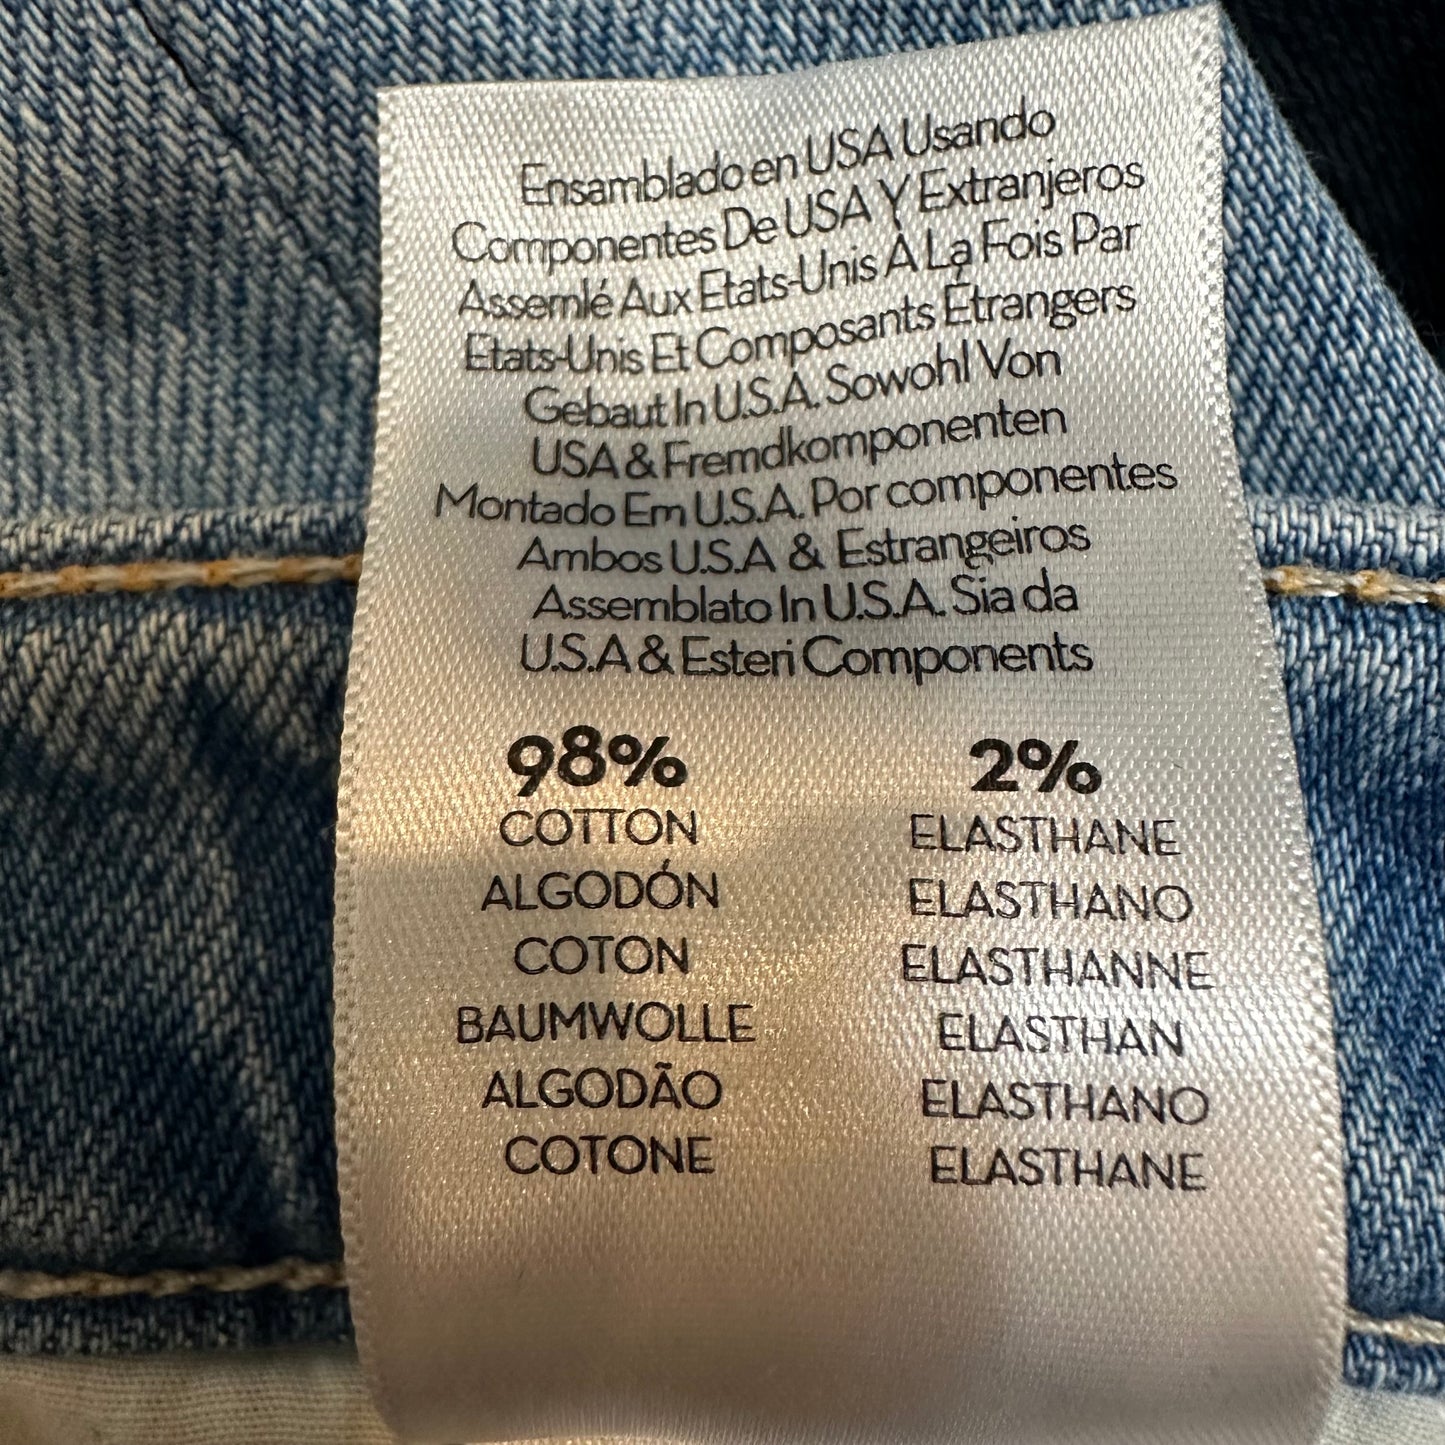 Ensamblado en USA Usando
Componentes De USA Y Extranjeros
Assemlé Aux Etats-Unis À La Fois Par
Etats-Unis Et Composants Étrangers
Gebaut In U.S.A. Sowohl Von
USA & Fremdkomponenten
Montado Em U.S.A. Por componentes
Ambos U.S.A & Estrangeiros
Assemblato In U.S.A. Sia da
U.S.A & Esteri Components
98% 2%
COTTON ELASTHANE
ALGODÓN ELASTHANO
COTON ELASTHANNE
BAUMWOLLE ELASTHAN
ALGODÃO ELASTHANO
COTONE ELASTHANE